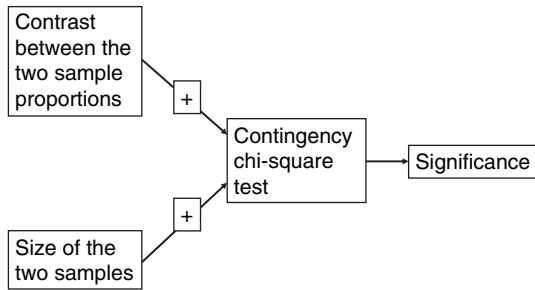 Contrast
between the
two sample
proportions
+
Contingency
chi-square
test
Significance
+
Size of the
two samples